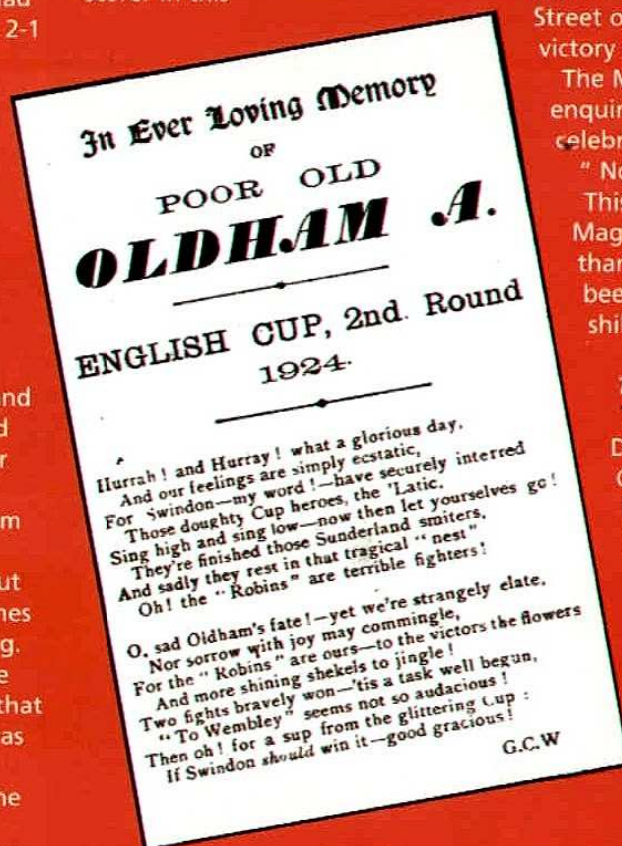 2-1
In Ever Loving Memory
OF
POOR OLD
OLDHAM A.
ENGLISH CUP, 2nd. Round
1924.
Hurrah ! and Hurray ! what a glorious day,
And our feelings are simply ecstatic,
For Swindon—my word !—have securely interred
Those doughty Cup heroes, the 'Latic.
Sing high and sing low—now then let yourselves go !
They're finished those Sunderland smiters,
And sadly they rest in that tragical " nest "
Oh ! the " Robins " are terrible fighters !
O, sad Oldham's fate !—yet we're strangely elate,
Nor sorrow with joy may commingle,
For the " Robins " are ours—to the victors the flowers
And more shining shekels to jingle !
Two fights bravely won—'tis a task well begun,
" To Wembley " seems not so audacious !
Then oh ! for a sup from the glittering Cup :
If Swindon should win it—good gracious !
G.C.W
Street o
victory
The M
enquir
celebr
" No
This
Mag
than
bee
shil
D
nd
d
r
m
ut
nes
g.
e
that
as
ne